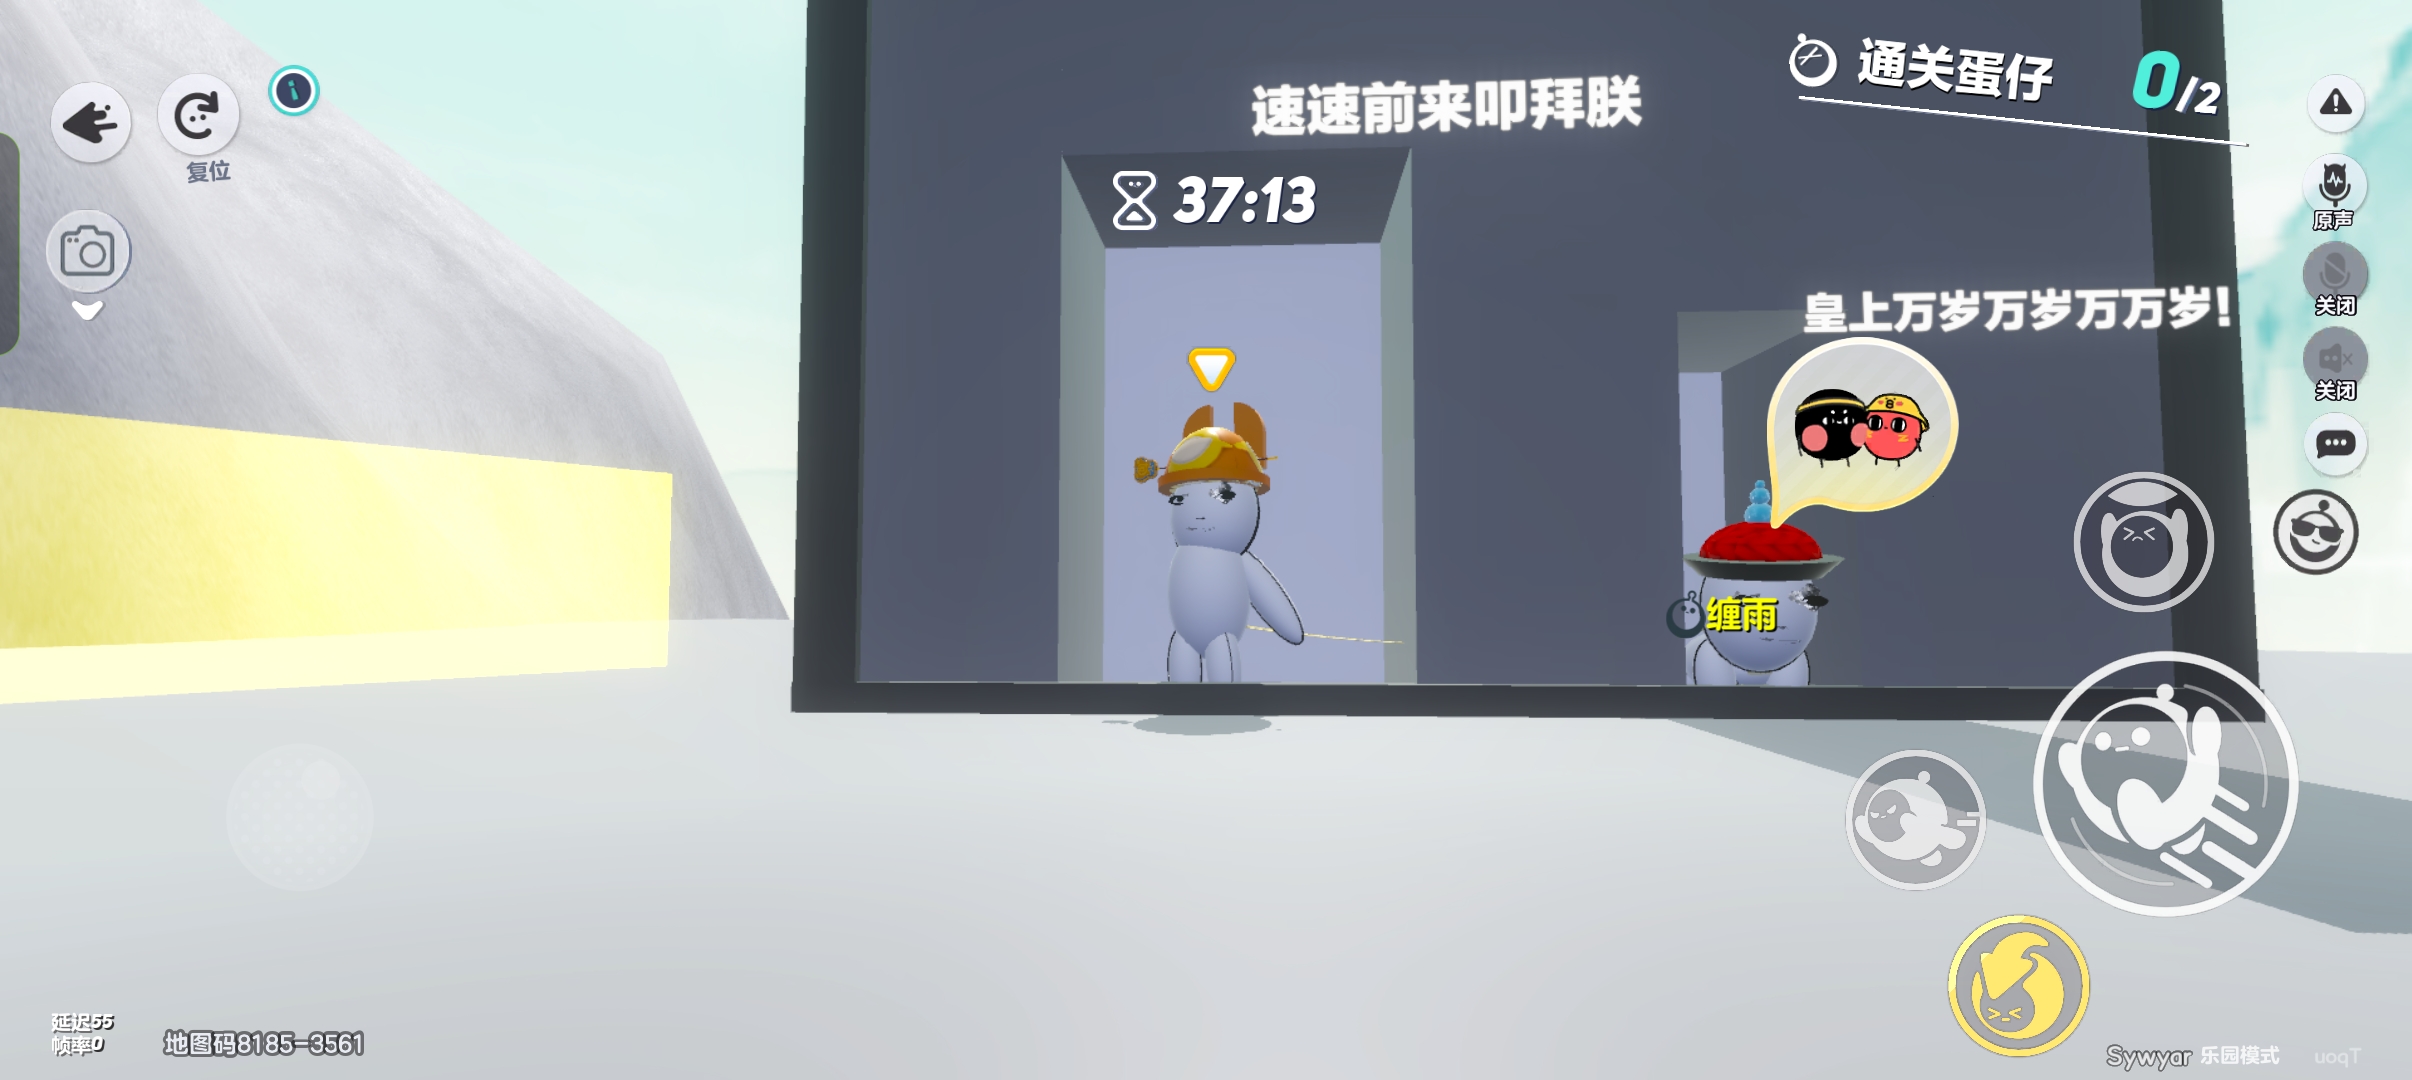 通关蛋仔 0/2
速速前来叩拜朕
复位
37:13
原声
关闭
皇上万岁万岁万万岁!
关闭
缠雨
延迟55
帧率0
地图码8185-3561
Sywyar 乐园模式 uoqT